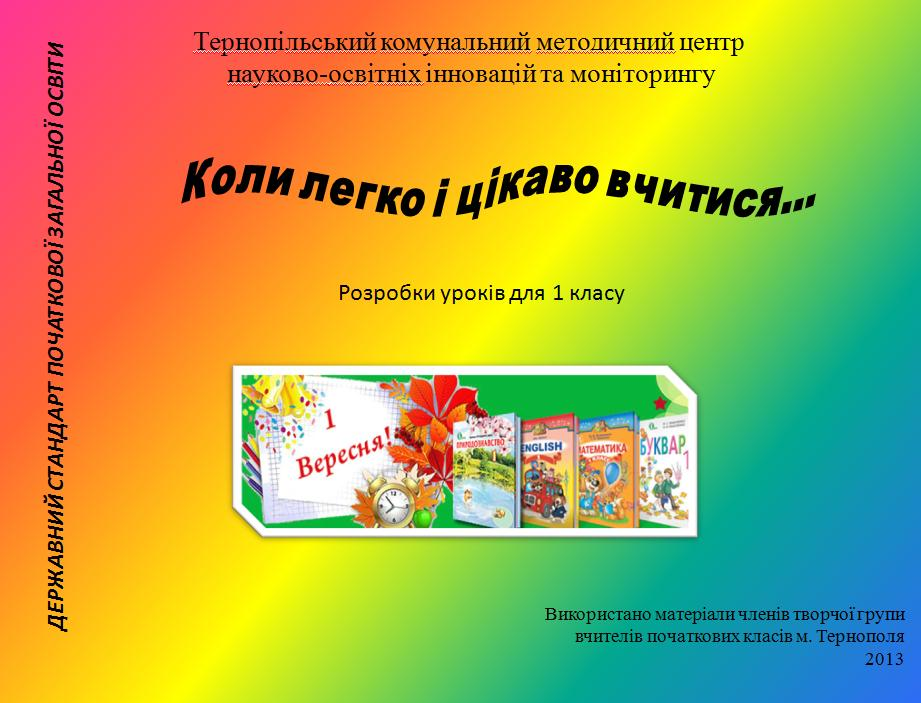 Тернопільський комунальний методичний центр
науково-освітніх інновацій та моніторингу
ДЕРЖАВНИЙ СТАНДАРТ ПОЧАТКОВОЇ ЗАГАЛЬНОЇ ОСВІТИ
Коли легко і цікаво вчитися...
Розробки уроків для 1 класу
1
Вересня!
ПРИРОДОЗНАВСТВО
ENGLISH
МАТЕМАТИКА
БУКВАР
1
Використано матеріали членів творчої групи
вчителів початкових класів м. Тернополя
2013